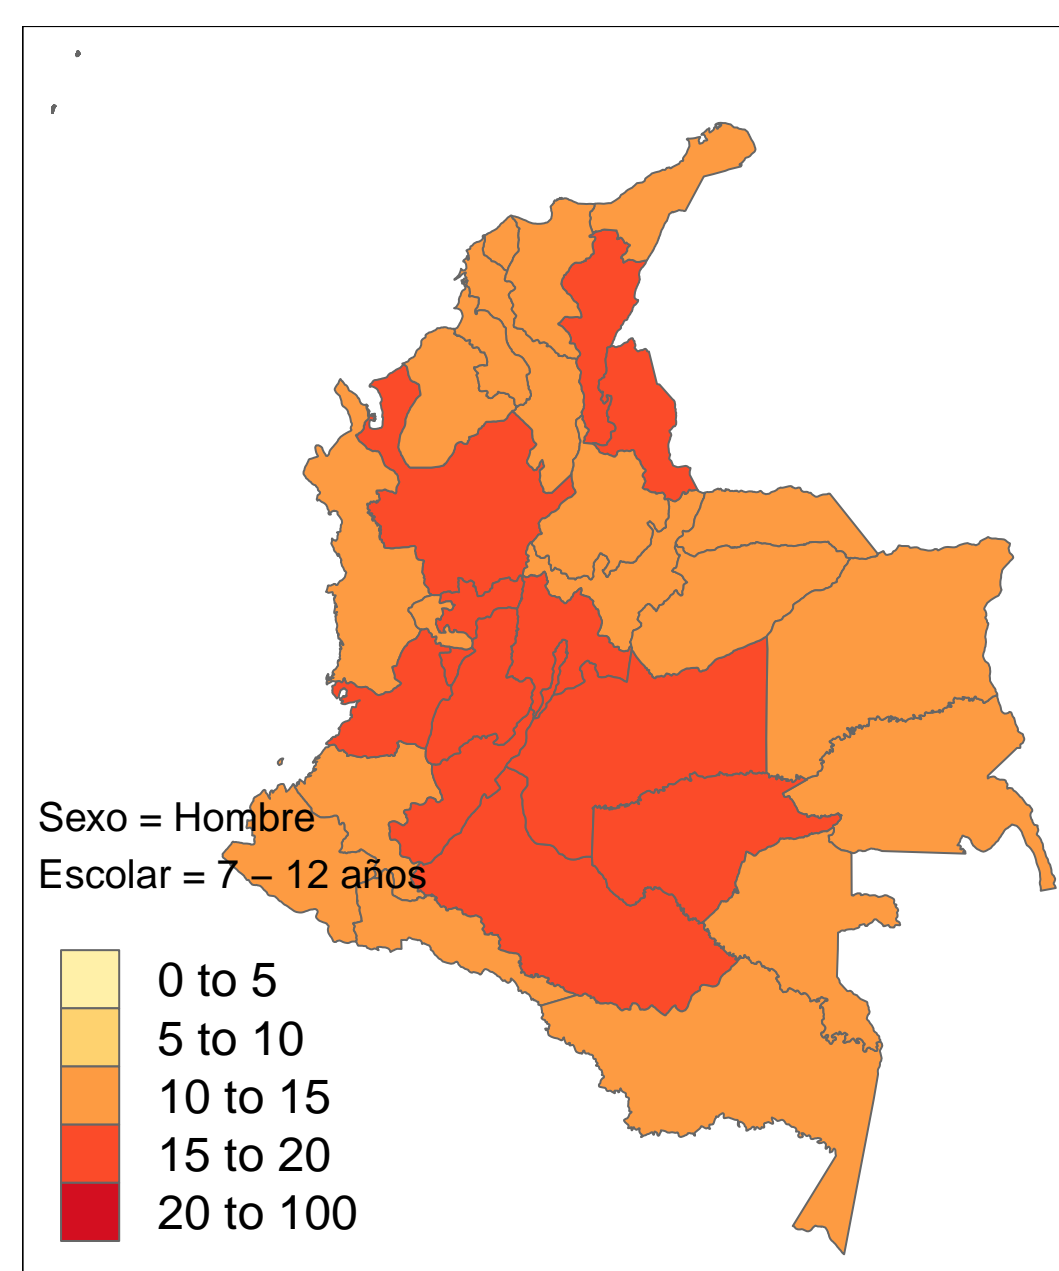 Sexo = Hombre
Escolar = 7 – 12 años
0 to 5
5 to 10
10 to 15
15 to 20
20 to 100